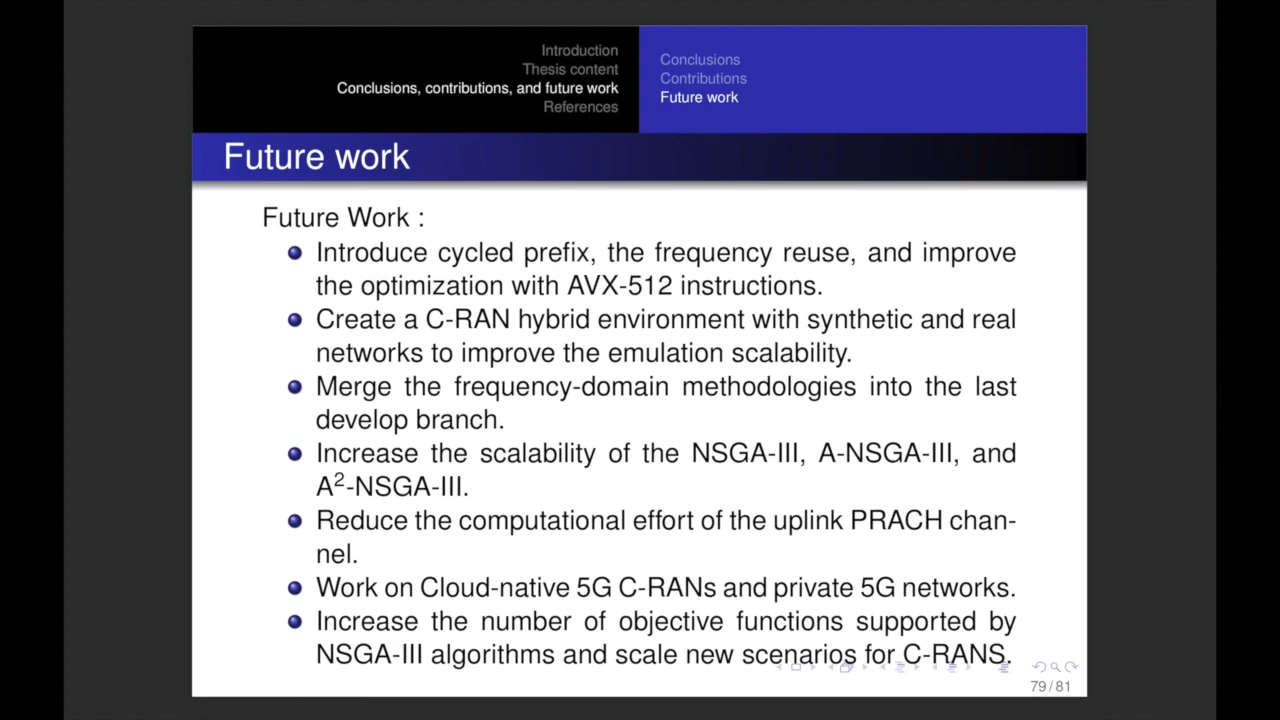 Introduction
Thesis content
Conclusions, contributions, and future work
References
Conclusions
Contributions
Future work
Future work
Future Work :
Introduce cycled prefix, the frequency reuse, and improve
the optimization with AVX-512 instructions.
Create a C-RAN hybrid environment with synthetic and real
networks to improve the emulation scalability.
Merge the frequency-domain methodologies into the last
develop branch.
Increase the scalability of the NSGA-III, A-NSGA-III, and
A²-NSGA-III.
Reduce the computational effort of the uplink PRACH chan-
nel.
Work on Cloud-native 5G C-RANs and private 5G networks.
Increase the number of objective functions supported by
NSGA-III algorithms and scale new scenarios for C-RANS.
79/81